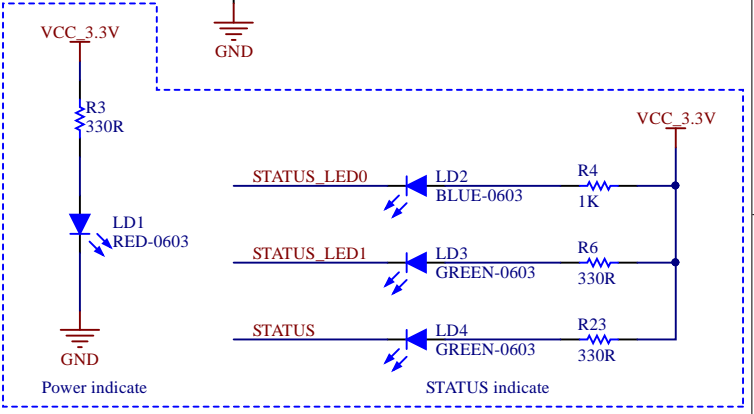 GND
VCC_3.3V
R3
330R
LD1
RED-0603
GND
Power indicate
VCC_3.3V
STATUS_LED0
LD2
BLUE-0603
R4
1K
STATUS_LED1
LD3
GREEN-0603
R6
330R
STATUS
LD4
GREEN-0603
R23
330R
STATUS indicate